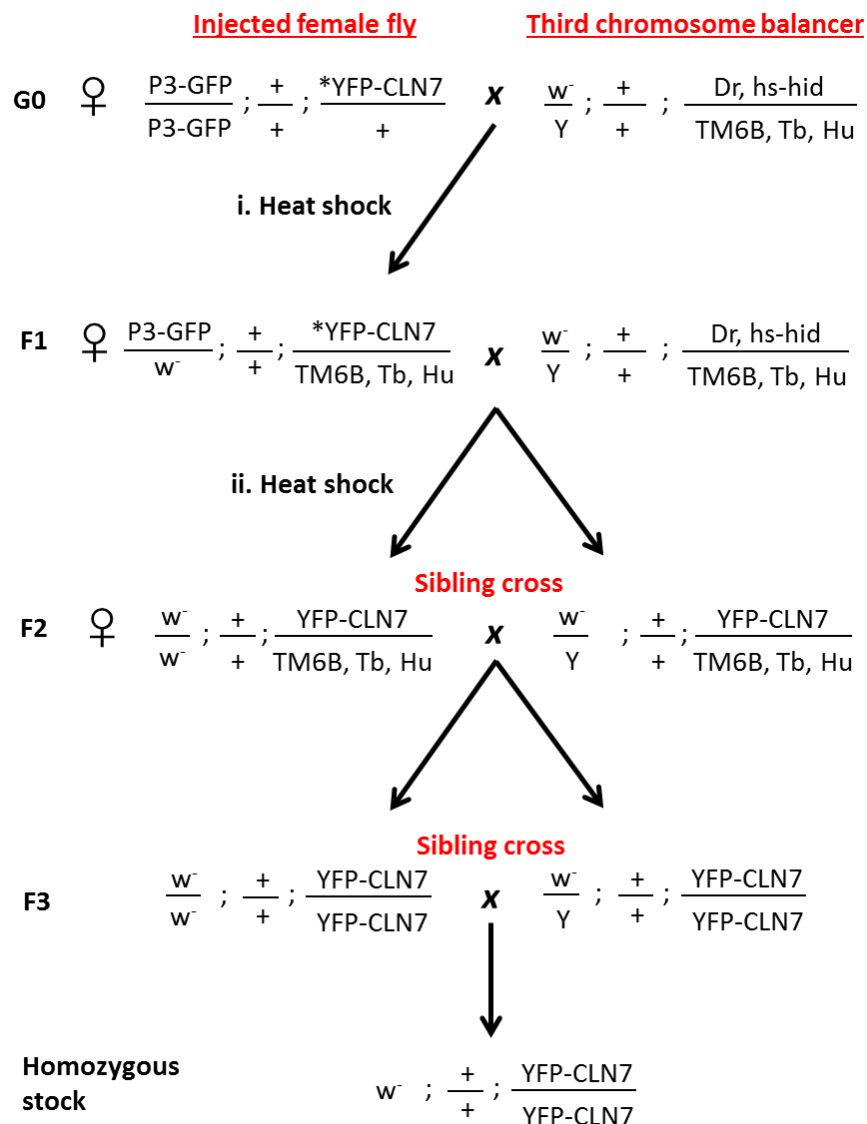 Injected female fly Third chromosome balancer
G0 ♀ P3-GFP ; + ; *YFP-CLN7 x w⁻ ; + ; Dr, hs-hid
P3-GFP + + Y + TM6B, Tb, Hu
i. Heat shock
F1 ♀ P3-GFP ; + ; *YFP-CLN7 x w⁻ ; + ; Dr, hs-hid
w⁻ + TM6B, Tb, Hu Y + TM6B, Tb, Hu
ii. Heat shock
Sibling cross
F2 ♀ w⁻ ; + ; YFP-CLN7 x w⁻ ; + ; YFP-CLN7
w⁻ + TM6B, Tb, Hu Y + TM6B, Tb, Hu
Sibling cross
F3 w⁻ ; + ; YFP-CLN7 x w⁻ ; + ; YFP-CLN7
w⁻ + YFP-CLN7 Y + YFP-CLN7
Homozygous
stock
w⁻ ; + ; YFP-CLN7
+ YFP-CLN7